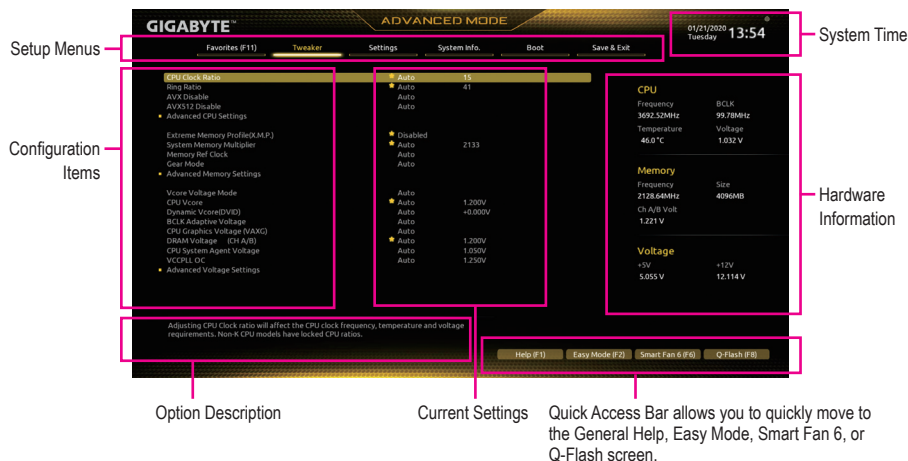 GIGABYTE™
ADVANCED MODE
01/21/2020
Tuesday
13:54
System Time
Setup Menus
Favorites (F11) Tweaker Settings System Info. Boot Save & Exit
Configuration
Items
CPU Clock Ratio Auto 15
Ring Ratio Auto 41
AVX Disable Auto
AVX512 Disable Auto
Advanced CPU Settings
Extreme Memory Profile(X.M.P.) Disabled
System Memory Multiplier Auto 2133
Memory Ref Clock Auto
Gear Mode Auto
Advanced Memory Settings
Vcore Voltage Mode Auto
CPU Vcore Auto 1.200V
Dynamic Vcore(DVID) Auto +0.000V
BCLK Adaptive Voltage Auto
CPU Graphics Voltage (VAXG) Auto
DRAM Voltage (CH A/B) Auto 1.200V
CPU System Agent Voltage Auto 1.050V
VCCPLL OC Auto 1.250V
Advanced Voltage Settings
CPU
Frequency BCLK
3692.52MHz 99.78MHz
Temperature Voltage
46.0 °C 1.032 V
Memory
Frequency Size
2128.64MHz 4096MB
Ch A/B Volt
1.221 V
Voltage
+5V +12V
5.055 V 12.114 V
Hardware
Information
Adjusting CPU Clock ratio will affect the CPU clock frequency, temperature and voltage
requirements. Non-K CPU models have locked CPU ratios.
Help (F1) Easy Mode (F2) Smart Fan 6 (F6) Q-Flash (F8)
Option Description
Current Settings
Quick Access Bar allows you to quickly move to
the General Help, Easy Mode, Smart Fan 6, or
Q-Flash screen.